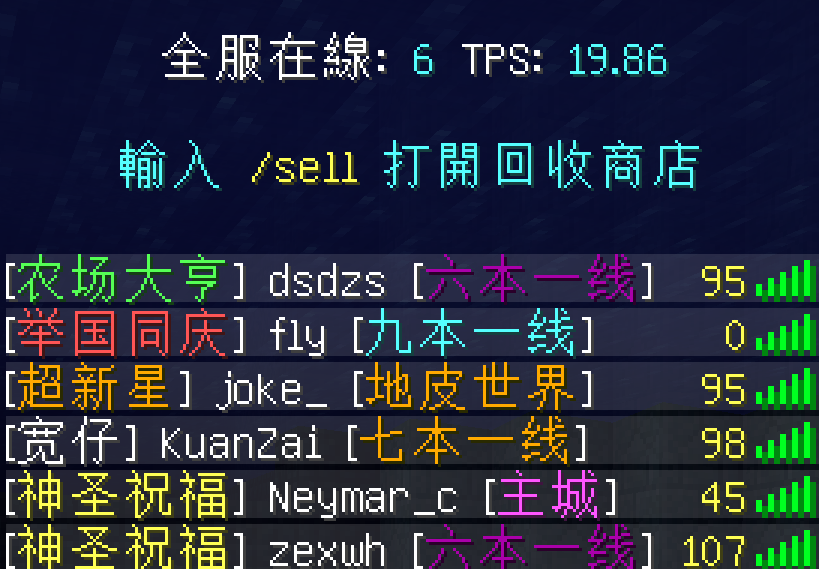 全服在線: 6 TPS: 19.86
輸入 /sell 打開回收商店
[农场大亨] dsdzs [六本一线] 95
[举国同庆] fly [九本一线] 0
[超新星] joke_ [地皮世界] 95
[宽仔] KuanZai [七本一线] 98
[神圣祝福] Neymar_c [主城] 45
[神圣祝福] zexwh [六本一线] 107